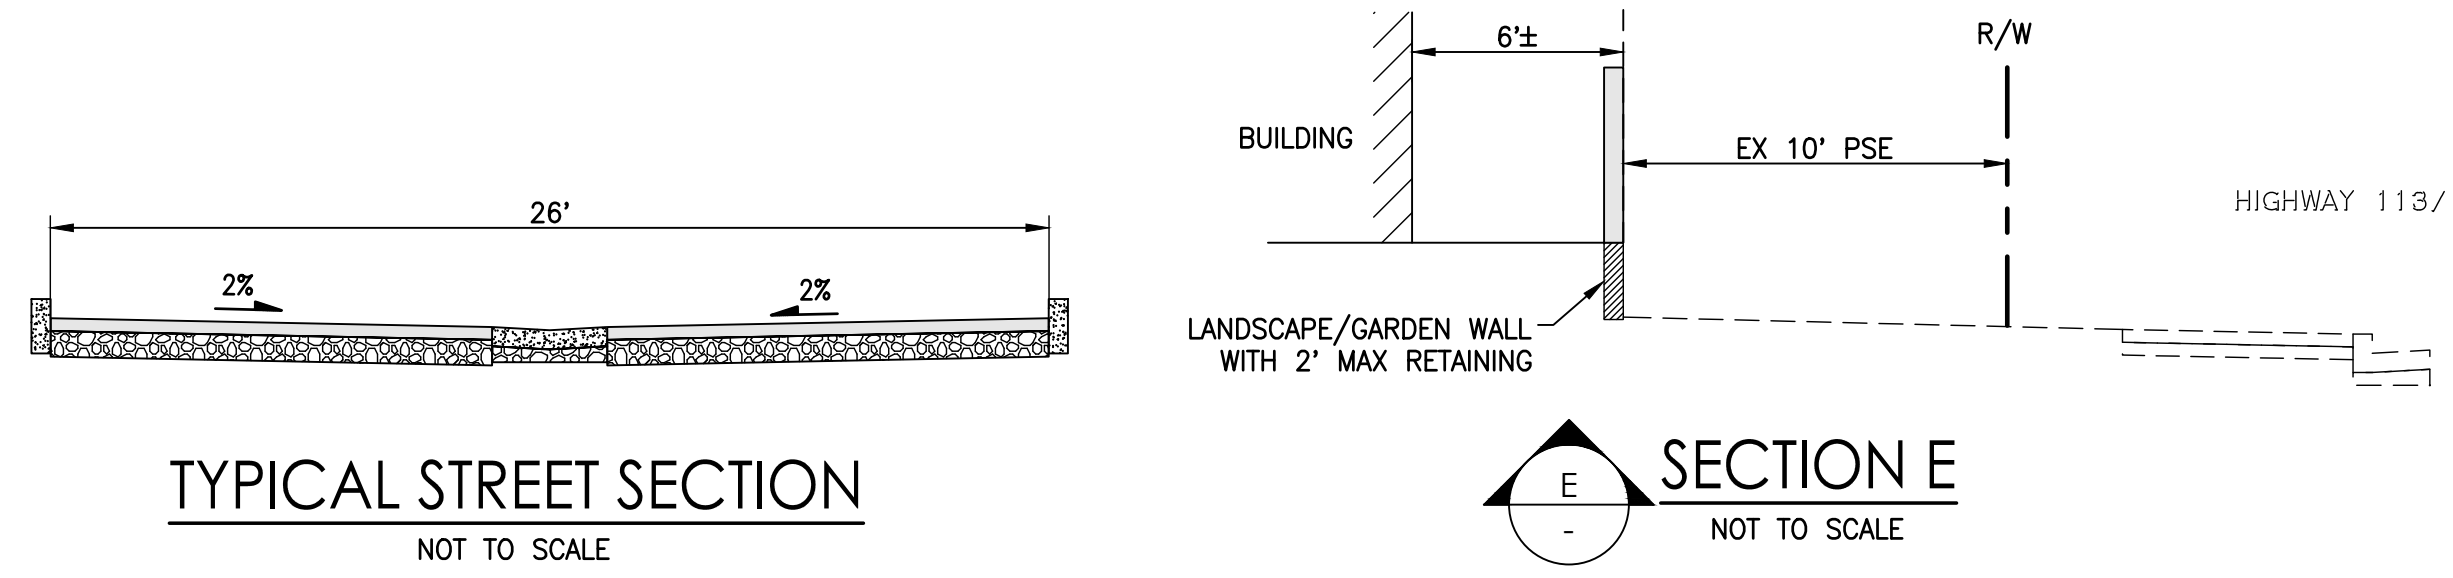 26'
2%
2%
TYPICAL STREET SECTION
NOT TO SCALE
6'±
R/W
BUILDING
EX 10' PSE
HIGHWAY 113/
LANDSCAPE/GARDEN WALL
WITH 2' MAX RETAINING
E
-
SECTION E
NOT TO SCALE